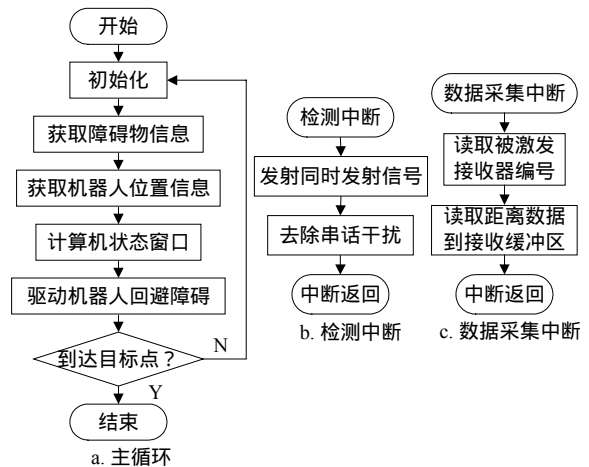 开始
初始化
获取障碍物信息
获取机器人位置信息
计算机状态窗口
驱动机器人回避障碍
到达目标点？
N
Y
结束
a. 主循环
检测中断
发射同时发射信号
去除串话干扰
中断返回
b. 检测中断
数据采集中断
读取被激发
接收器编号
读取距离数据
到接收缓冲区
中断返回
c. 数据采集中断